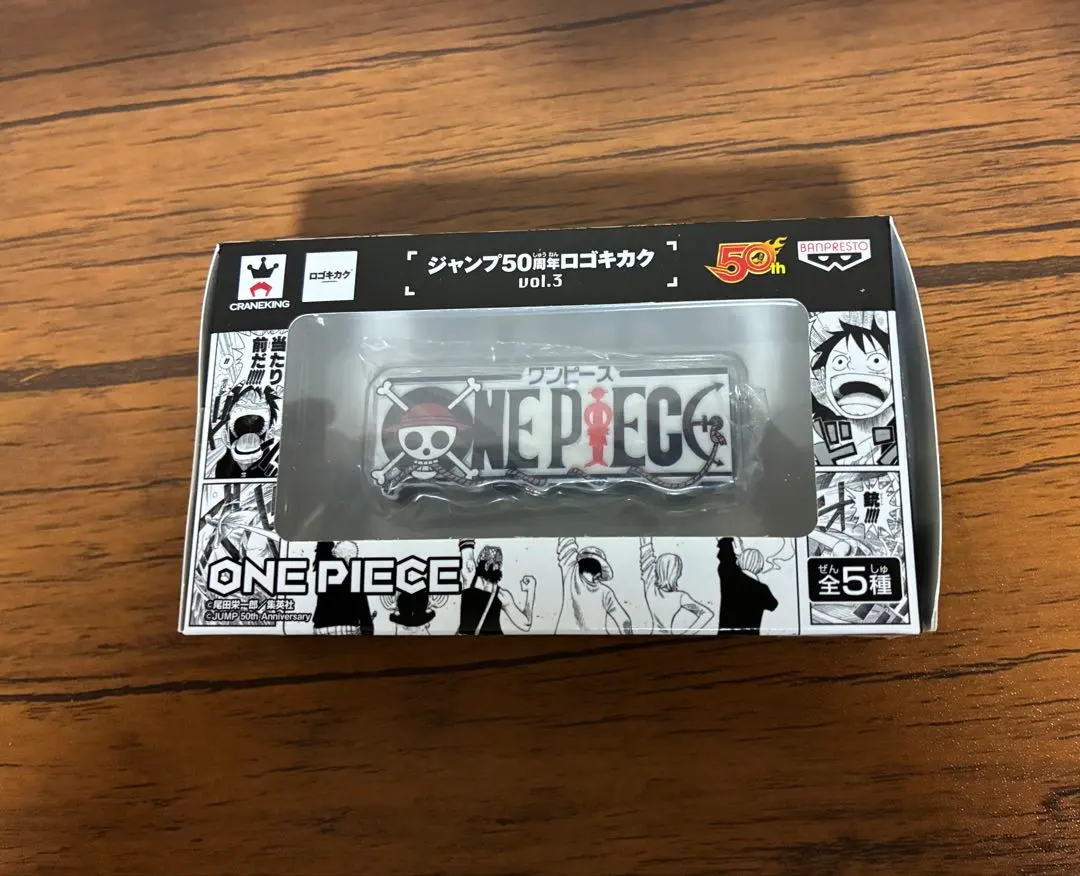 CRANEKING
ロゴキカク
「ジャンプ50周年ロゴキカク
しゅうねん
vol.3」
50th
BANPRESTO
当たり
前だ!!!!
ワンピース
ONE PIECE
銃!!!!
ドン
ONE PIECE
©尾田栄一郎/集英社
©JUMP 50th Anniversary
ぜん しゅ
全5種